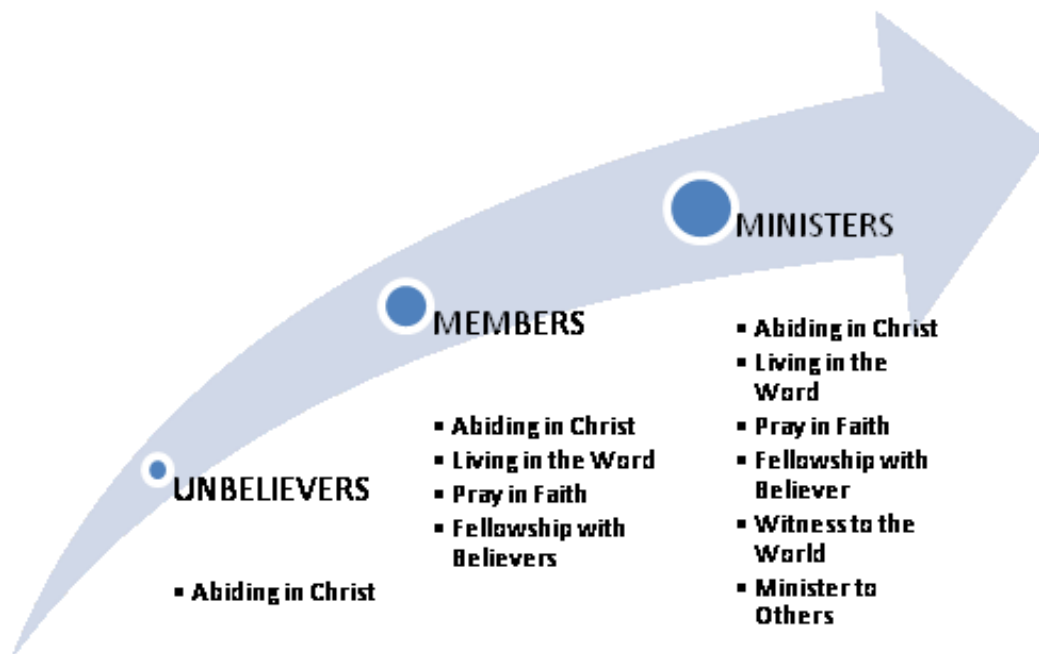 UNBELIEVERS
▪ Abiding in Christ
MEMBERS
▪ Abiding in Christ
▪ Living in the Word
▪ Pray in Faith
▪ Fellowship with
Believers
MINISTERS
▪ Abiding in Christ
▪ Living in the
Word
▪ Pray in Faith
▪ Fellowship with
Believer
▪ Witness to the
World
▪ Minister to
Others